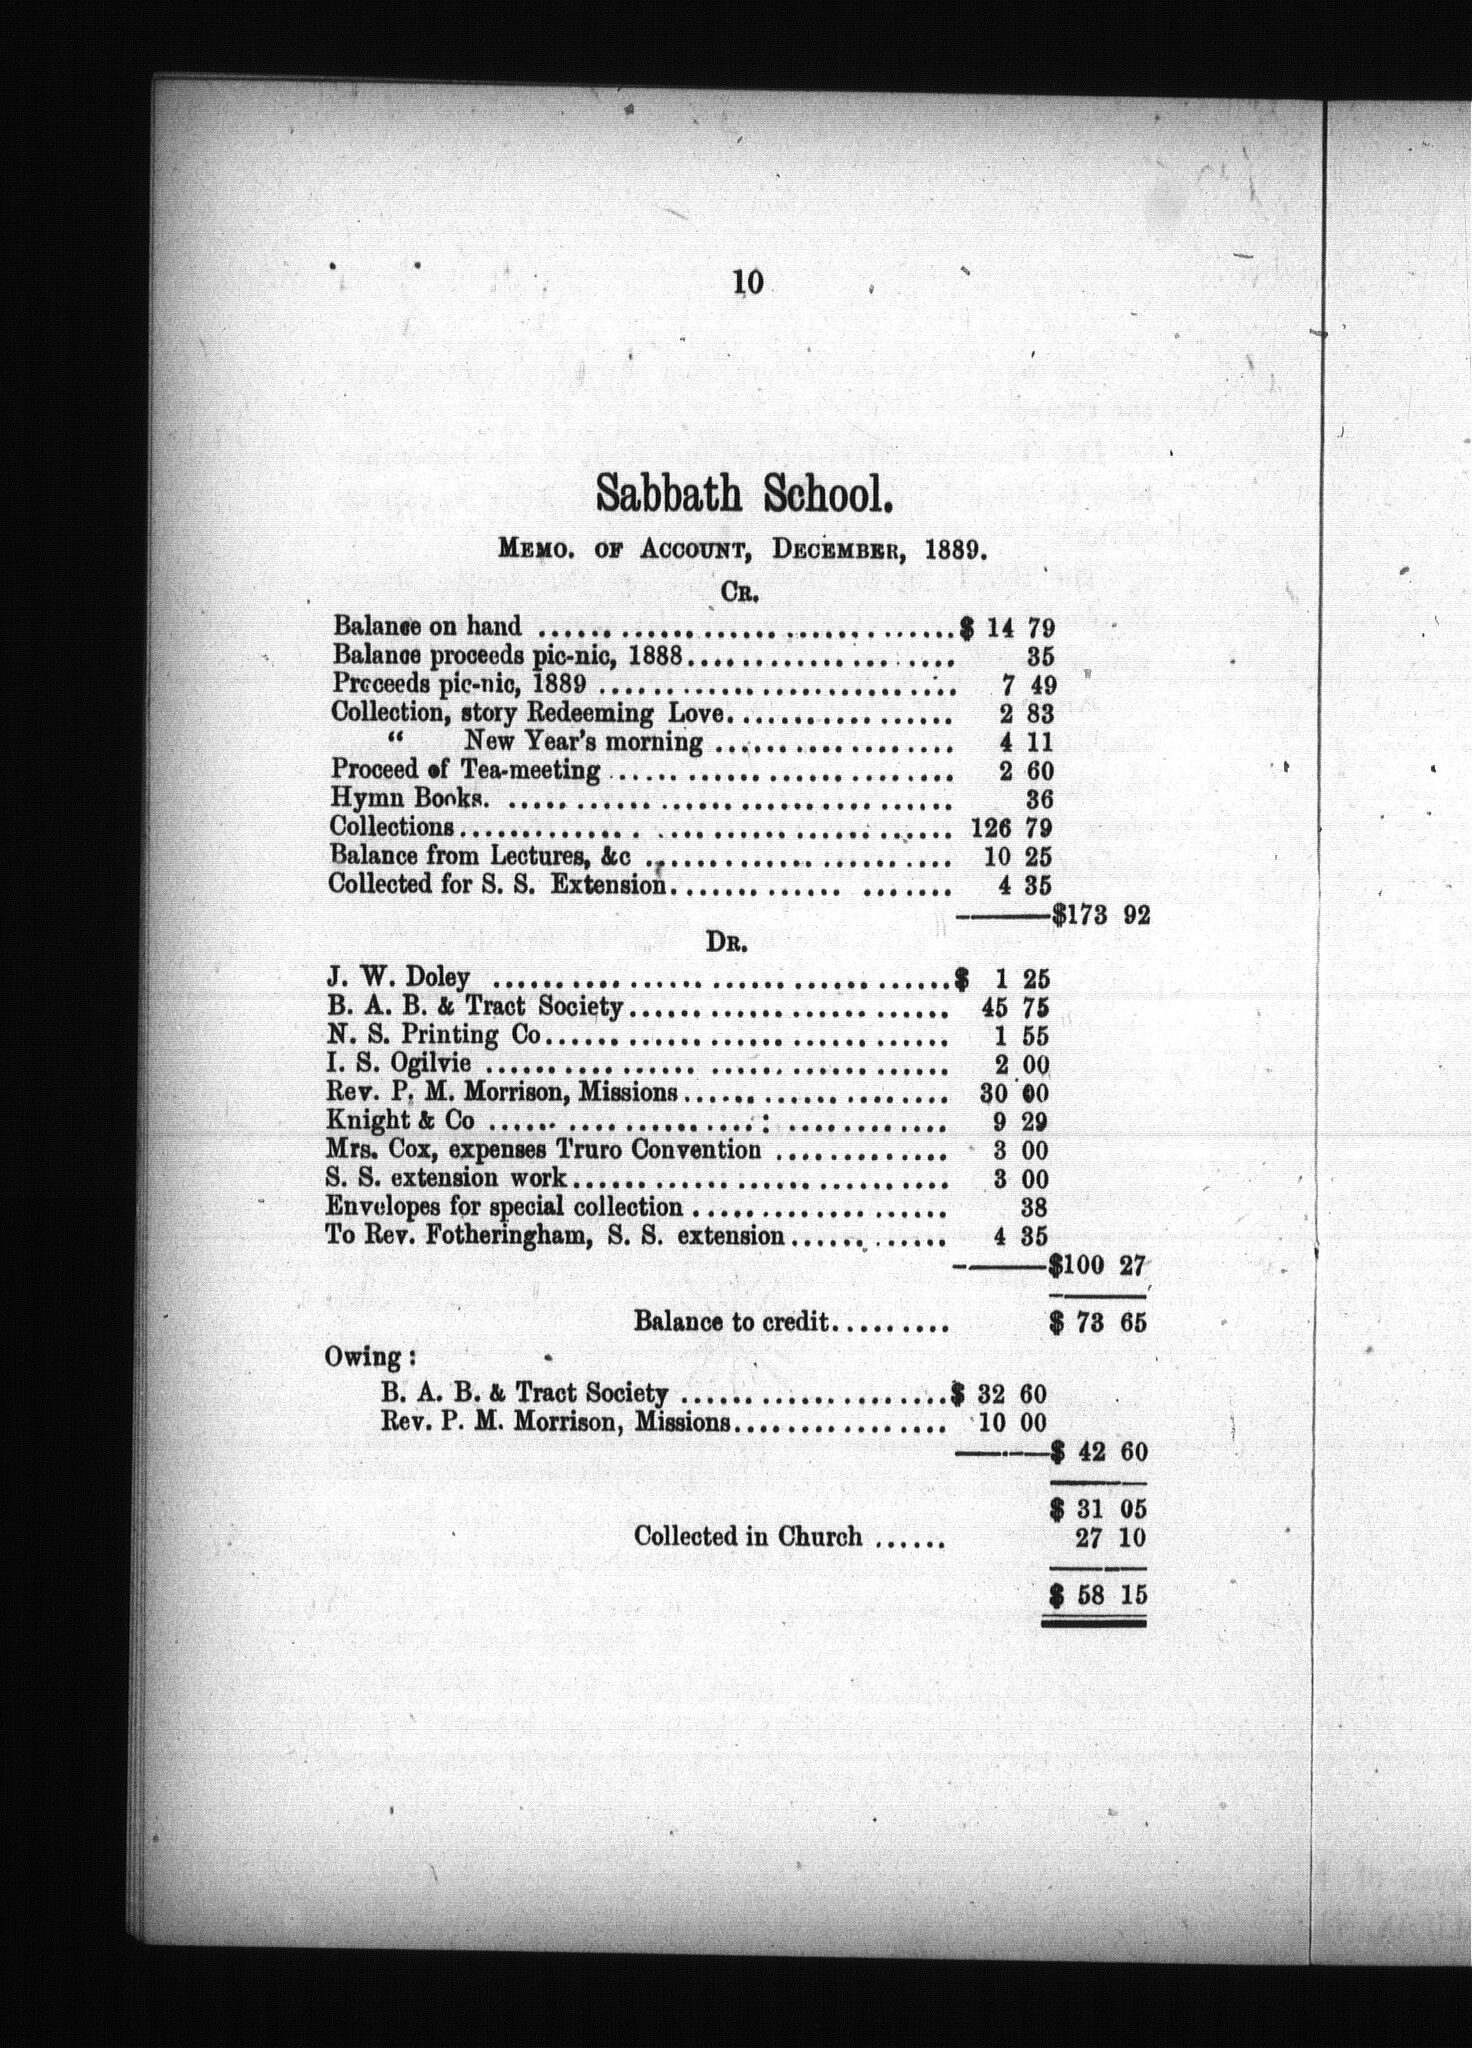 10
Sabbath School.
MEMO. OF ACCOUNT, DECEMBER, 1889.
CR.
Balance on hand ........................................$ 14 79
Balance proceeds pic-nic, 1888.................... 35
Proceeds pic-nic, 1889 ........................... 7 49
Collection, story Redeeming Love................. 2 83
“ New Year's morning .................. 4 11
Proceed of Tea-meeting .......................... 2 60
Hymn Books. .................................. 36
Collections..................................... 126 79
Balance from Lectures, &c ........................ 10 25
Collected for S. S. Extension.................... 4 35
$173 92
DR.
J. W. Doley ...................................$ 1 25
B. A. B. & Tract Society........................ 45 75
N. S. Printing Co.............................. 1 55
I. S. Ogilvie .................................. 2 00
Rev. P. M. Morrison, Missions.................... 30 00
Knight & Co .................................. 9 29
Mrs. Cox, expenses Truro Convention ............. 3 00
S. S. extension work............................ 3 00
Envelopes for special collection ................... 38
To Rev. Fotheringham, S. S. extension............ 4 35
$100 27
Balance to credit......... $ 73 65
Owing:
B. A. B. & Tract Society ....................$ 32 60
Rev. P. M. Morrison, Missions................ 10 00
$ 42 60
$ 31 05
Collected in Church ...... 27 10
$ 58 15